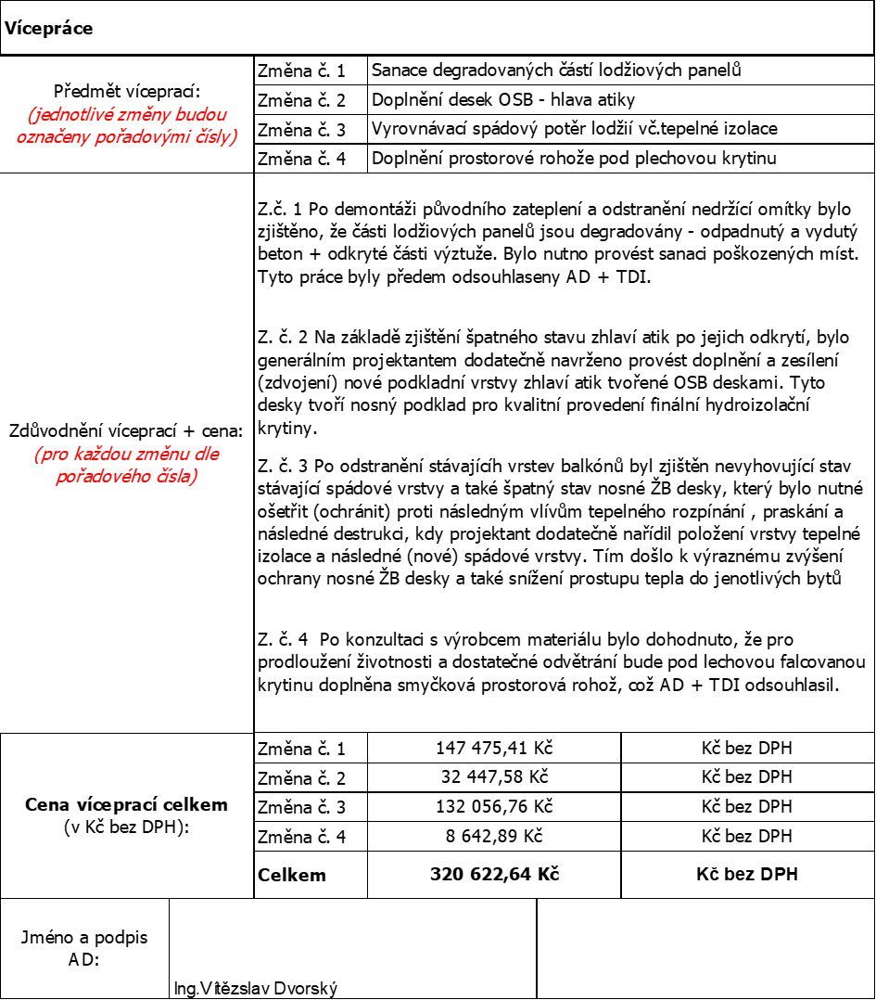 Vícepráce
Předmět víceprací:
(jednotlivé změny budou
označeny pořadovými čísly)
Změna č. 1 Sanace degradovaných částí lodžiových panelů
Změna č. 2 Doplnění desek OSB - hlava atiky
Změna č. 3 Vyrovnávací spádový potěr lodžií vč.tepelné izolace
Změna č. 4 Doplnění prostorové rohože pod plechovou krytinu
Zdůvodnění víceprací + cena:
(pro každou změnu dle
pořadového čísla)
Z.č. 1 Po demontáži původního zateplení a odstranění nedržící omítky bylo
zjištěno, že části lodžiových panelů jsou degradovány - odpadnutý a vydutý
beton + odkryté části výztuže. Bylo nutno provést sanaci poškozených míst.
Tyto práce byly předem odsouhlaseny AD + TDI.
Z. č. 2 Na základě zjištění špatného stavu zhlaví atik po jejich odkrytí, bylo
generálním projektantem dodatečně navrženo provést doplnění a zesílení
(zdvojení) nové podkladní vrstvy zhlaví atik tvořené OSB deskami. Tyto
desky tvoří nosný podklad pro kvalitní provedení finální hydroizolační
krytiny.
Z. č. 3 Po odstranění stávajícíh vrstev balkónů byl zjištěn nevyhovující stav
stávající spádové vrstvy a také špatný stav nosné ŽB desky, který bylo nutné
ošetřit (ochránit) proti následným vlívům tepelného rozpínání , praskání a
následné destrukci, kdy projektant dodatečně nařídil položení vrstvy tepelné
izolace a následné (nové) spádové vrstvy. Tím došlo k výraznému zvýšení
ochrany nosné ŽB desky a také snížení prostupu tepla do jenotlivých bytů
Z. č. 4  Po konzultaci s výrobcem materiálu bylo dohodnuto, že pro
prodloužení životnosti a dostatečné odvětrání bude pod lechovou falcovanou
krytinu doplněna smyčková prostorová rohož, což AD + TDI odsouhlasil.
Cena víceprací celkem
(v Kč bez DPH):
Změna č. 1 147 475,41 Kč Kč bez DPH
Změna č. 2 32 447,58 Kč Kč bez DPH
Změna č. 3 132 056,76 Kč Kč bez DPH
Změna č. 4 8 642,89 Kč Kč bez DPH
Celkem 320 622,64 Kč Kč bez DPH
Jméno a podpis
AD:
Ing.Vítězslav Dvorský